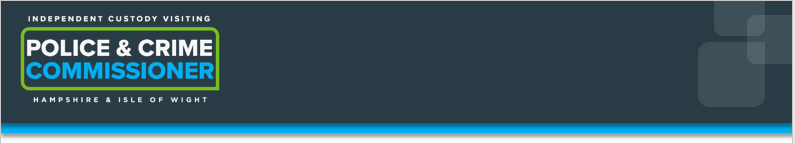 INDEPENDENT CUSTODY VISITING
POLICE & CRIME
COMMISSIONER
HAMPSHIRE & ISLE OF WIGHT